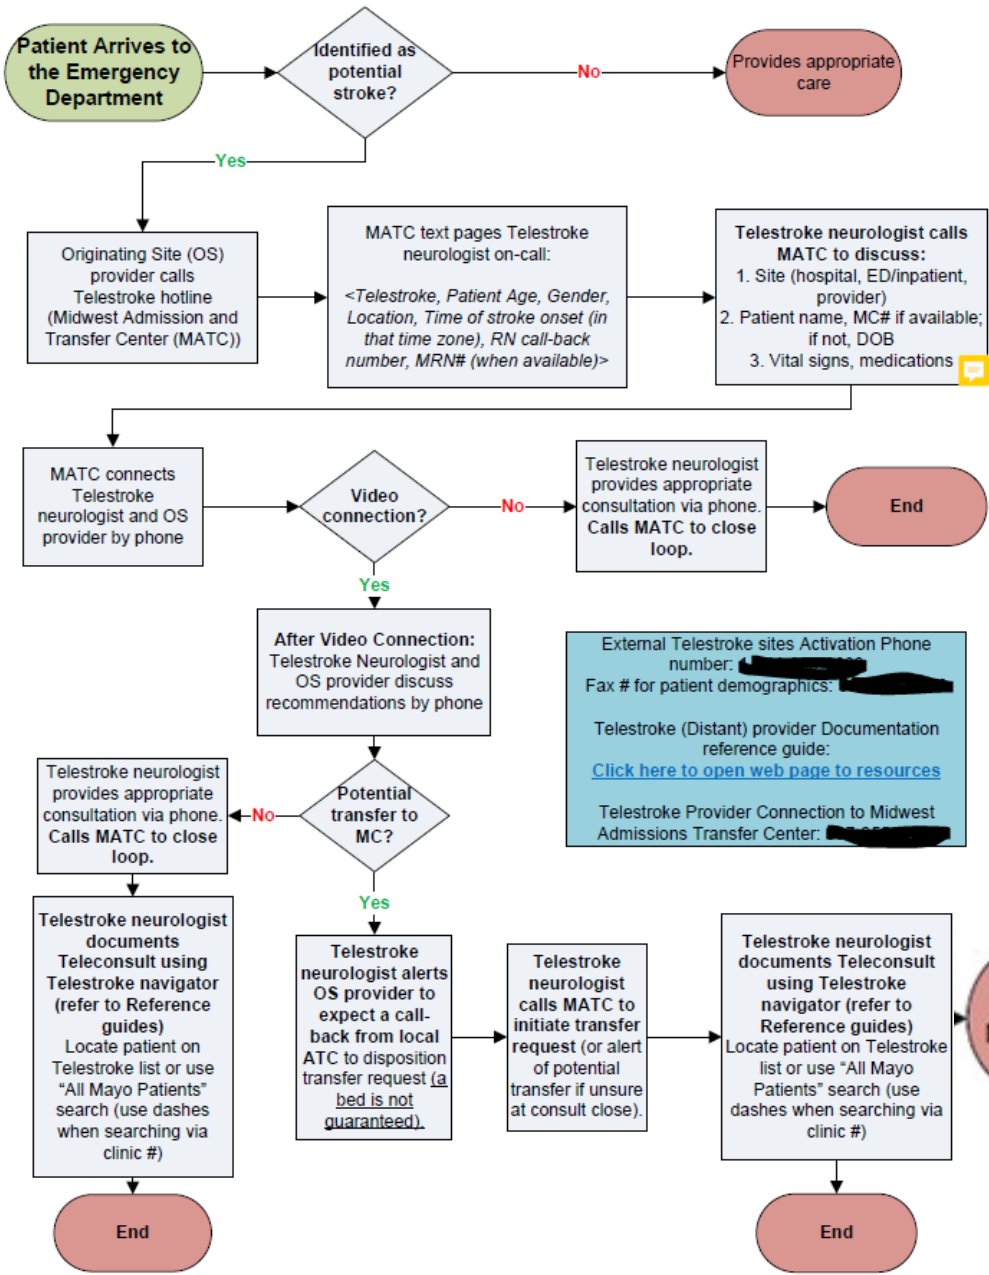 Patient Arrives to
the Emergency
Department
Identified as
potential
stroke?
No
Provides appropriate
care
Yes
Originating Site (OS)
provider calls
Telestroke hotline
(Midwest Admission and
Transfer Center (MATC))
MATC text pages Telestroke
neurologist on-call:
<Telestroke, Patient Age, Gender,
Location, Time of stroke onset (in
that time zone), RN call-back
number, MRN# (when available)>
Telestroke neurologist calls
MATC to discuss:
1. Site (hospital, ED/inpatient,
provider)
2. Patient name, MC# if available;
if not, DOB
3. Vital signs, medications
MATC connects
Telestroke
neurologist and OS
provider by phone
Video
connection?
No
Telestroke neurologist
provides appropriate
consultation via phone.
Calls MATC to close
loop.
End
Yes
After Video Connection:
Telestroke Neurologist and
OS provider discuss
recommendations by phone
External Telestroke sites Activation Phone
number:
Fax # for patient demographics:
Telestroke (Distant) provider Documentation
reference guide:
Click here to open web page to resources
Telestroke Provider Connection to Midwest
Admissions Transfer Center:
Potential
transfer to
MC?
No
Telestroke neurologist
provides appropriate
consultation via phone.
Calls MATC to close
loop.
Yes
Telestroke neurologist
documents
Teleconsult using
Telestroke navigator
(refer to Reference
guides)
Locate patient on
Telestroke list or use
“All Mayo Patients”
search (use dashes
when searching via
clinic #)
Telestroke
neurologist alerts
OS provider to
expect a call-
back from local
ATC to disposition
transfer request (a
bed is not
guaranteed).
Telestroke
neurologist
calls MATC to
initiate transfer
request (or alert
of potential
transfer if unsure
at consult close).
Telestroke neurologist
documents Teleconsult
using Telestroke
navigator (refer to
Reference guides)
Locate patient on Telestroke
list or use “All Mayo
Patients” search (use
dashes when searching via
clinic #)
End
End